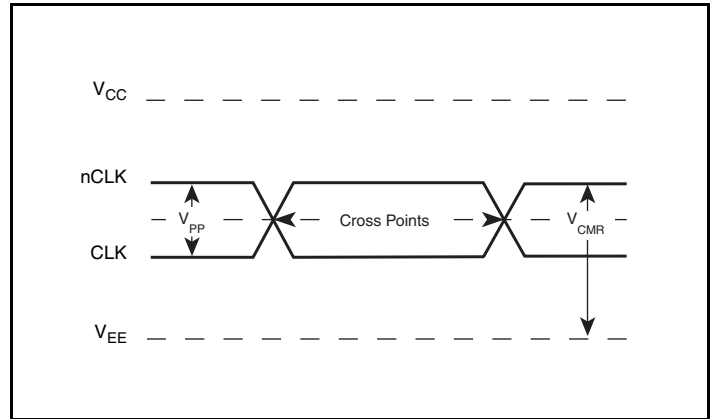 VCC
nCLK
VPP
Cross Points
VCMR
CLK
VEE